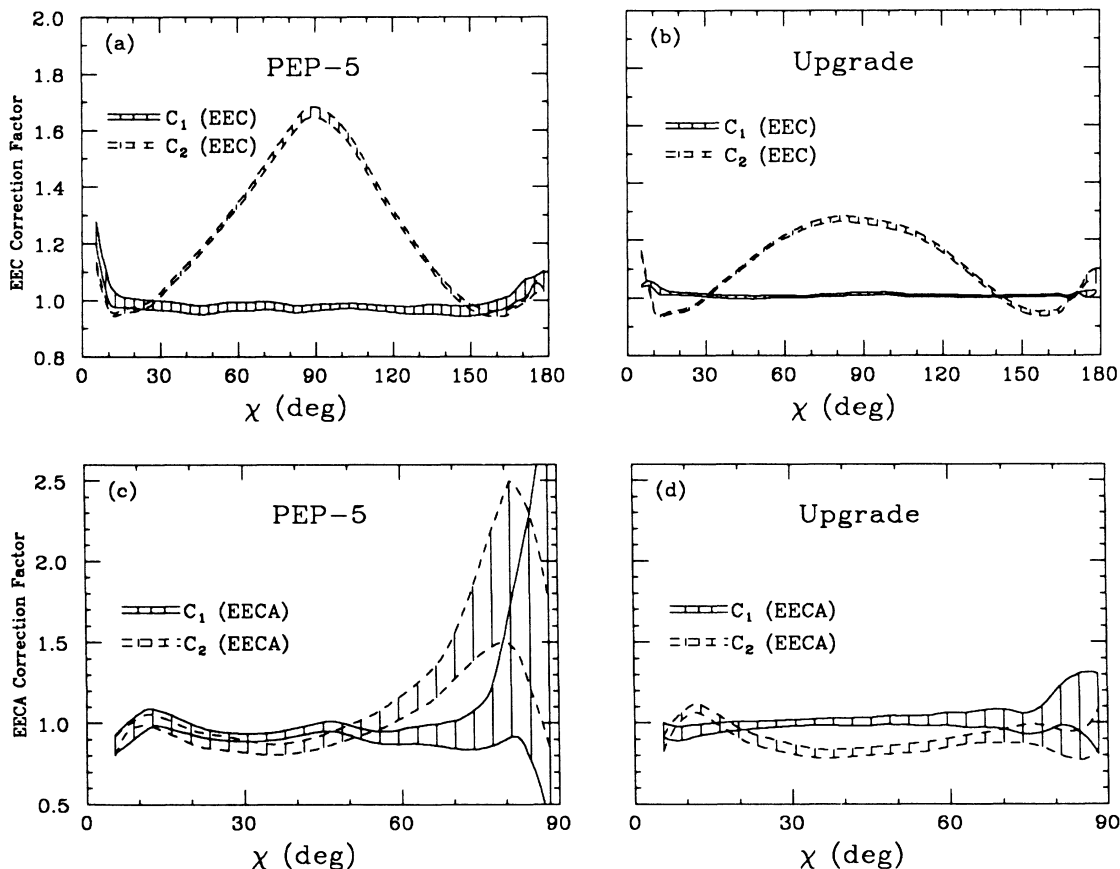 (a)
PEP-5
C₁ (EEC)
C₂ (EEC)
EEC Correction Factor
2.0
1.8
1.6
1.4
1.2
1.0
0.8
0 30 60 90 120 150 180
χ (deg)
(b)
Upgrade
C₁ (EEC)
C₂ (EEC)
0 30 60 90 120 150 180
χ (deg)
(c)
PEP-5
C₁ (EECA)
C₂ (EECA)
EECA Correction Factor
2.5
2.0
1.5
1.0
0.5
0 30 60 90
χ (deg)
(d)
Upgrade
C₁ (EECA)
C₂ (EECA)
0 30 60 90
χ (deg)